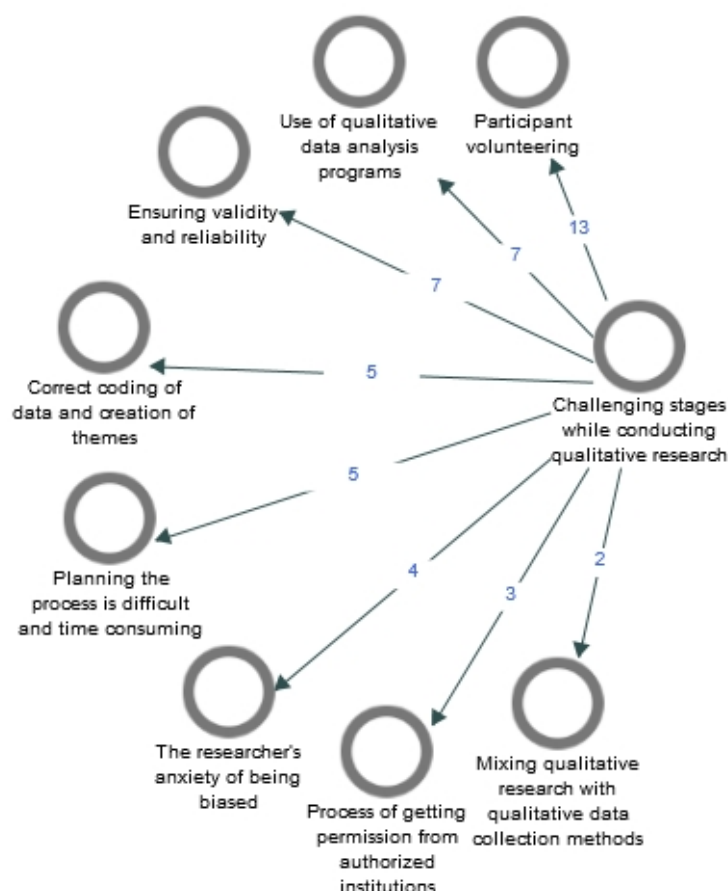 Use of qualitative
data analysis
programs
Participant
volunteering
Ensuring validity
and reliability
13
7
7
Correct coding of
data and creation of
themes
5
Challenging stages
while conducting
qualitative research
5
Planning the
process is difficult
and time consuming
4
3
2
The researcher's
anxiety of being
biased
Process of getting
permission from
authorized
institutions
Mixing qualitative
research with
qualitative data
collection methods